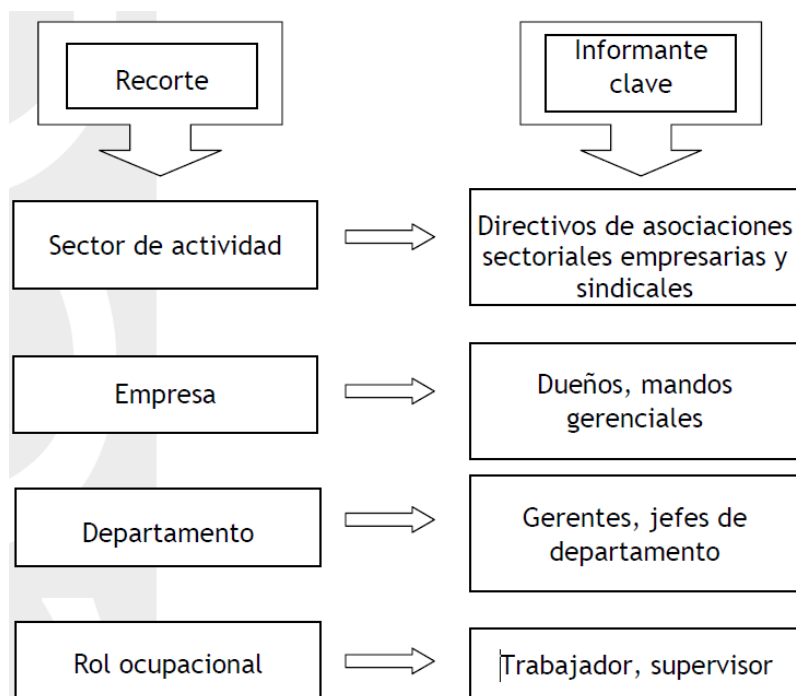 Recorte
Informante
clave
Sector de actividad
Directivos de asociaciones
sectoriales empresarias y
sindicales
Empresa
Dueños, mandos
gerenciales
Departamento
Gerentes, jefes de
departamento
Rol ocupacional
Trabajador, supervisor